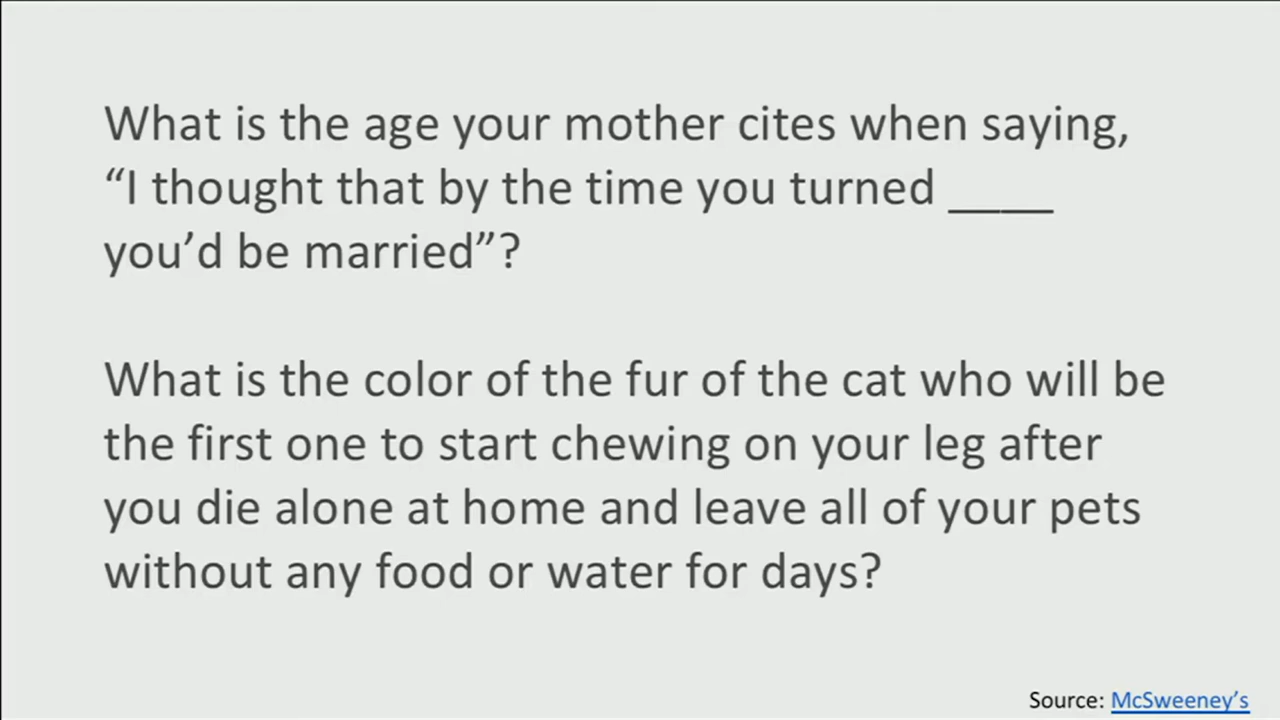 What is the age your mother cites when saying,
“I thought that by the time you turned ____
you’d be married”?
What is the color of the fur of the cat who will be
the first one to start chewing on your leg after
you die alone at home and leave all of your pets
without any food or water for days?
Source: McSweeney’s